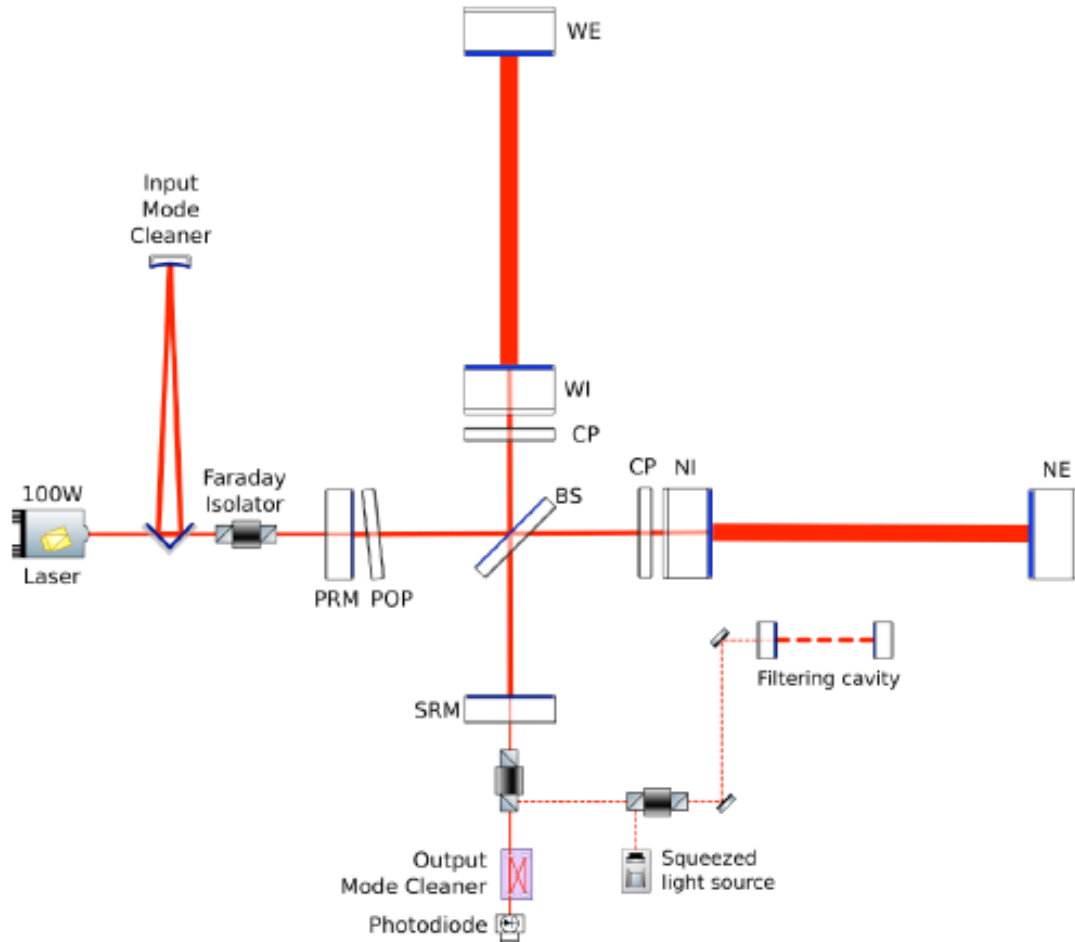 WE
Input
Mode
Cleaner
WI
CP
Faraday
Isolator
100W
Laser
PRM
POP
BS
CP
NI
NE
SRM
Filtering cavity
Output
Mode Cleaner
Squeezed
light source
Photodiode